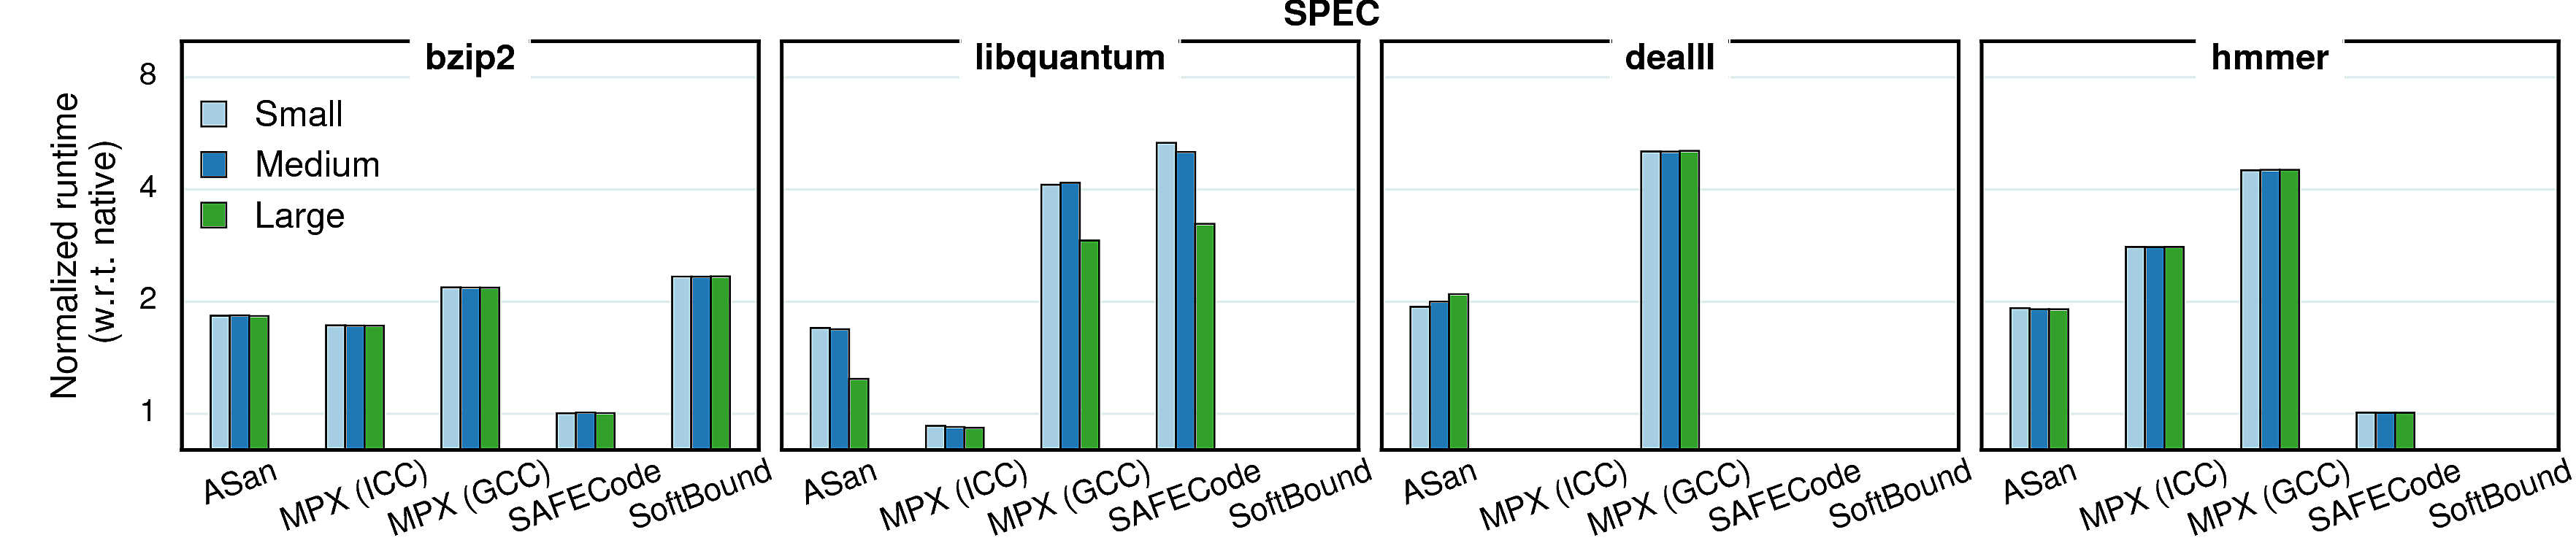 SPEC
bzip2
libquantum
dealII
hmmer
Normalized runtime
(w.r.t. native)
8
4
2
1
Small
Medium
Large
ASan
MPX (ICC)
MPX (GCC)
SAFECode
SoftBound
ASan
MPX (ICC)
MPX (GCC)
SAFECode
SoftBound
ASan
MPX (ICC)
MPX (GCC)
SAFECode
SoftBound
ASan
MPX (ICC)
MPX (GCC)
SAFECode
SoftBound